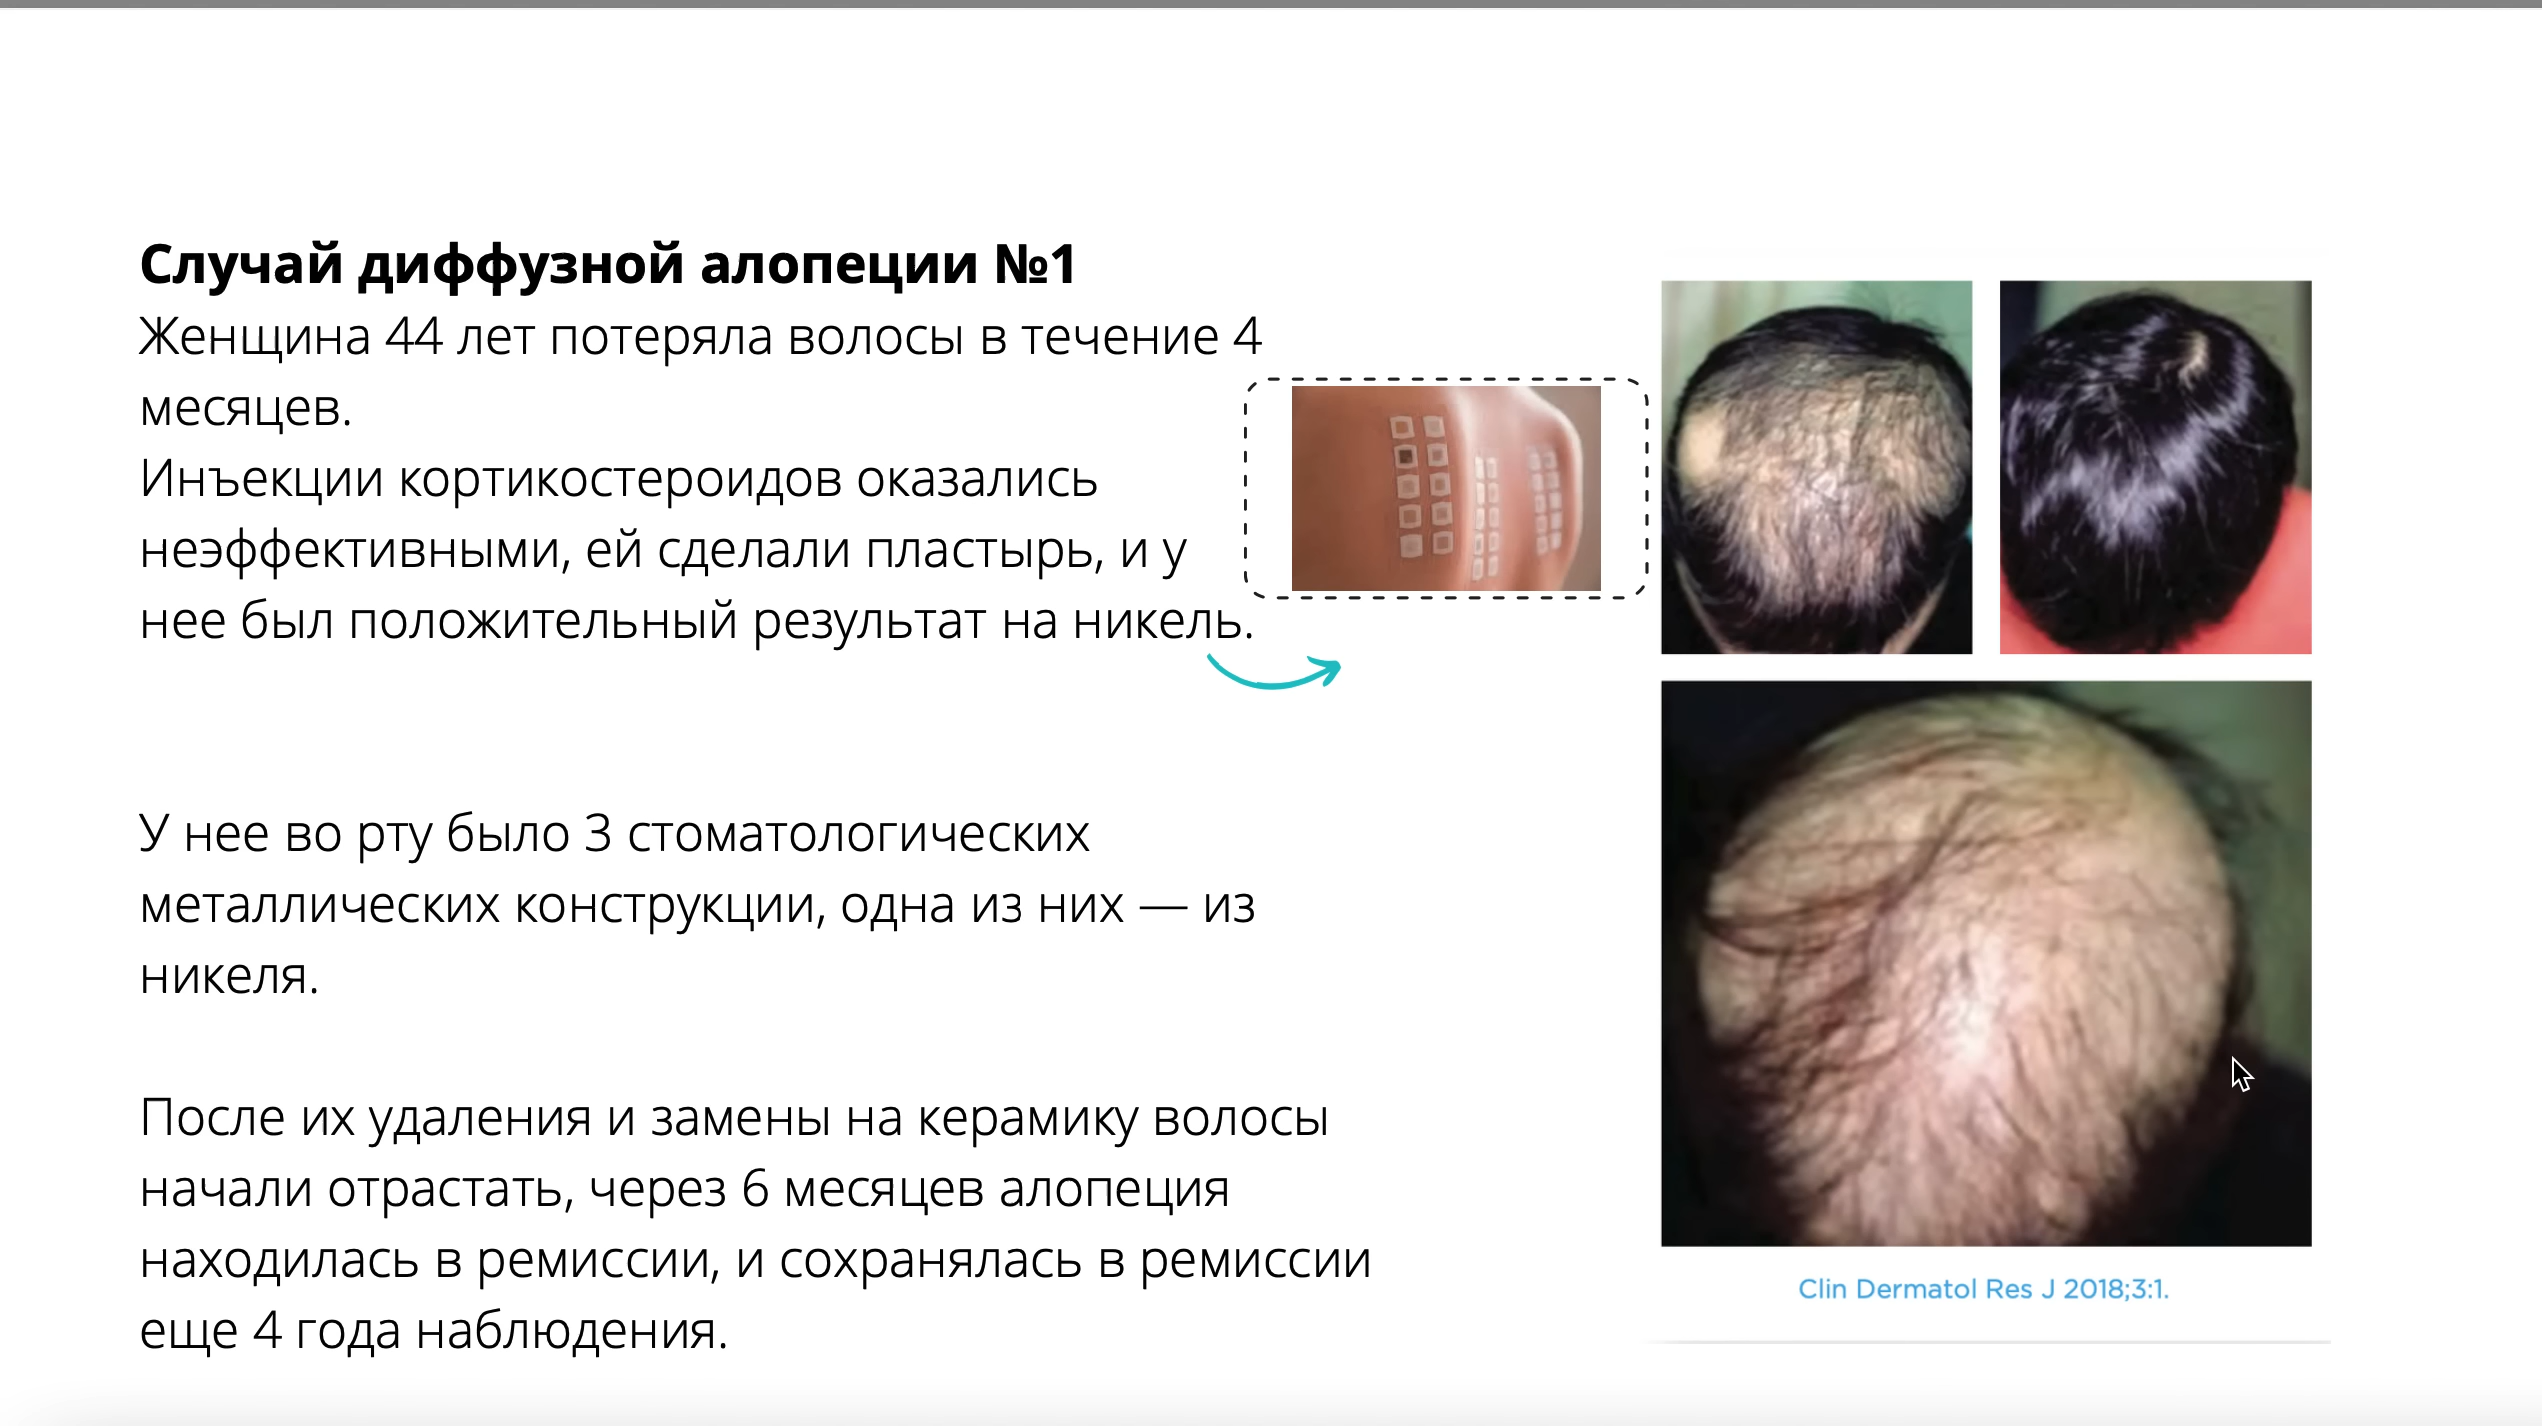 Случай диффузной алопеции №1
Женщина 44 лет потеряла волосы в течение 4
месяцев.
Инъекции кортикостероидов оказались
неэффективными, ей сделали пластырь, и у
нее был положительный результат на никель.
У нее во рту было 3 стоматологических
металлических конструкции, одна из них — из
никеля.
После их удаления и замены на керамику волосы
начали отрастать, через 6 месяцев алопеция
находилась в ремиссии, и сохранялась в ремиссии
еще 4 года наблюдения.
Clin Dermatol Res J 2018;3:1.